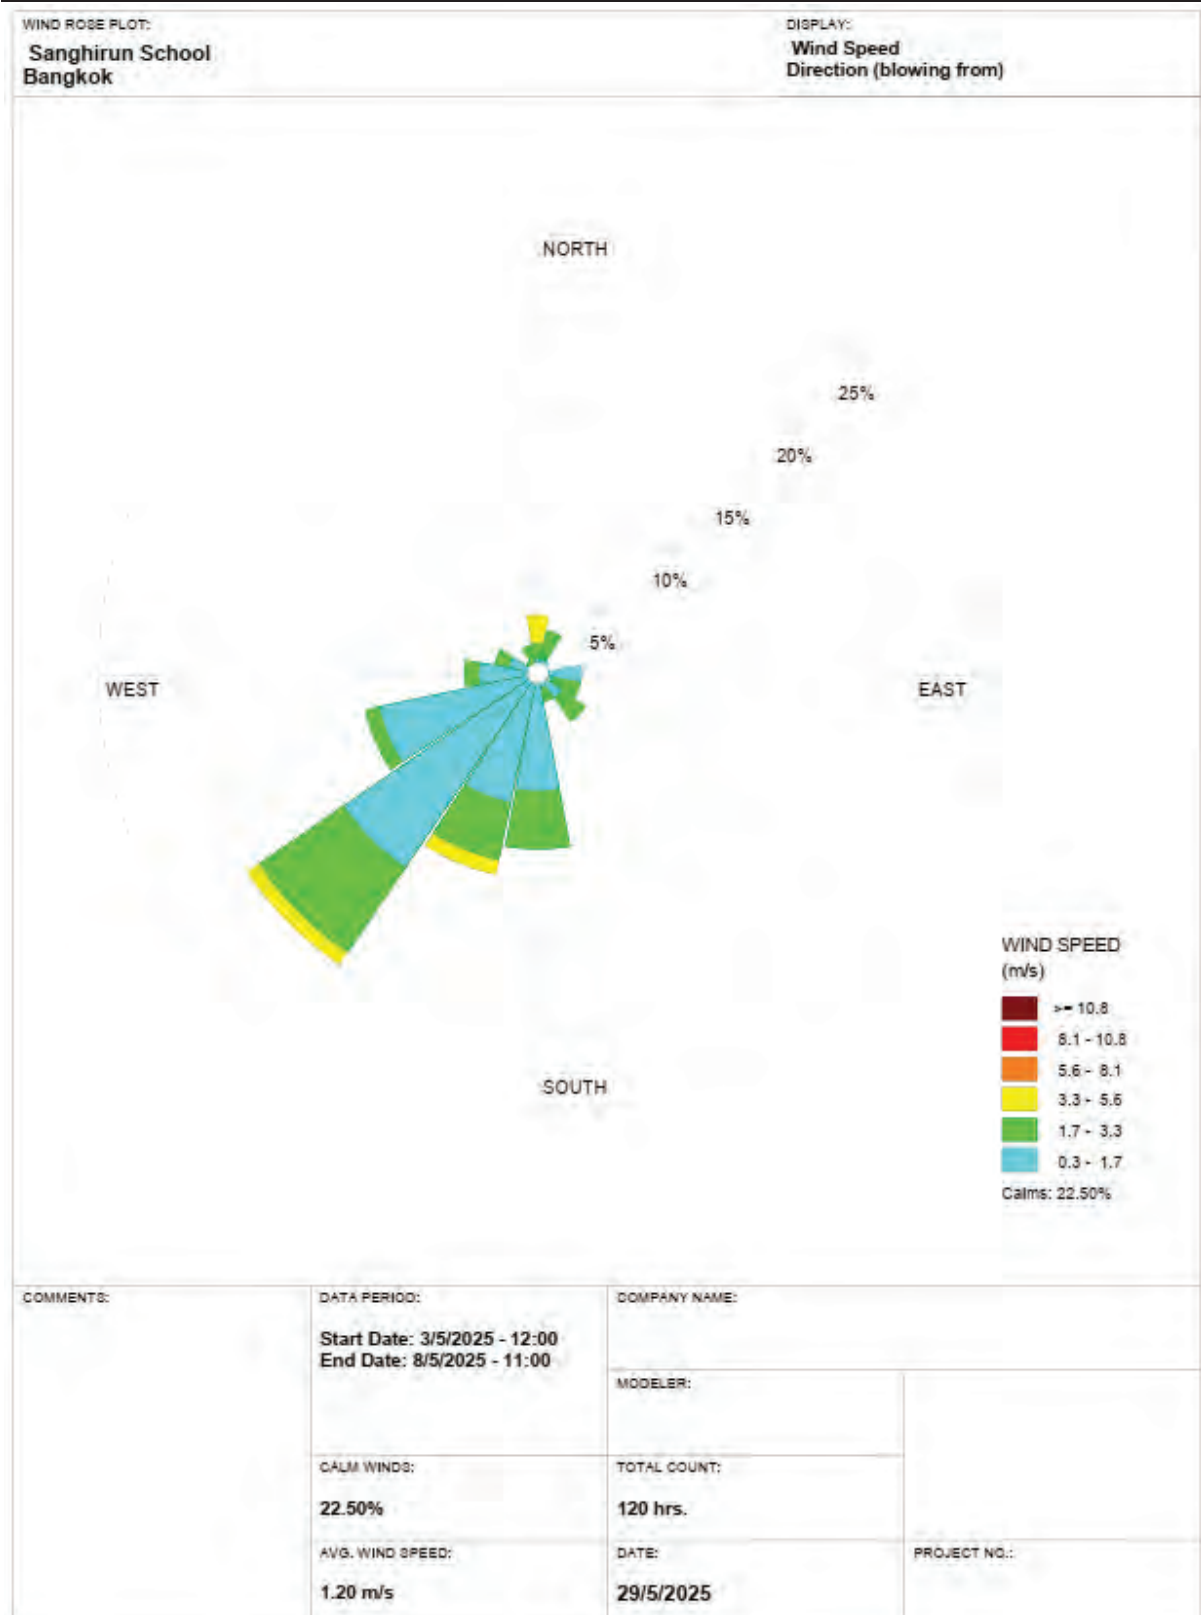 WIND ROSE PLOT:
Sanghirun School
Bangkok
DISPLAY:
Wind Speed
Direction (blowing from)
NORTH
25%
20%
15%
10%
5%
WEST
EAST
SOUTH
WIND SPEED
(m/s)
>= 10.8
8.1 - 10.8
5.6 - 8.1
3.3 - 5.6
1.7 - 3.3
0.3 - 1.7
Calms: 22.50%
COMMENTS:
DATA PERIOD:
Start Date: 3/5/2025 - 12:00
End Date: 8/5/2025 - 11:00
COMPANY NAME:
MODELER:
CALM WINDS:
22.50%
TOTAL COUNT:
120 hrs.
AVG. WIND SPEED:
1.20 m/s
DATE:
29/5/2025
PROJECT NO.: